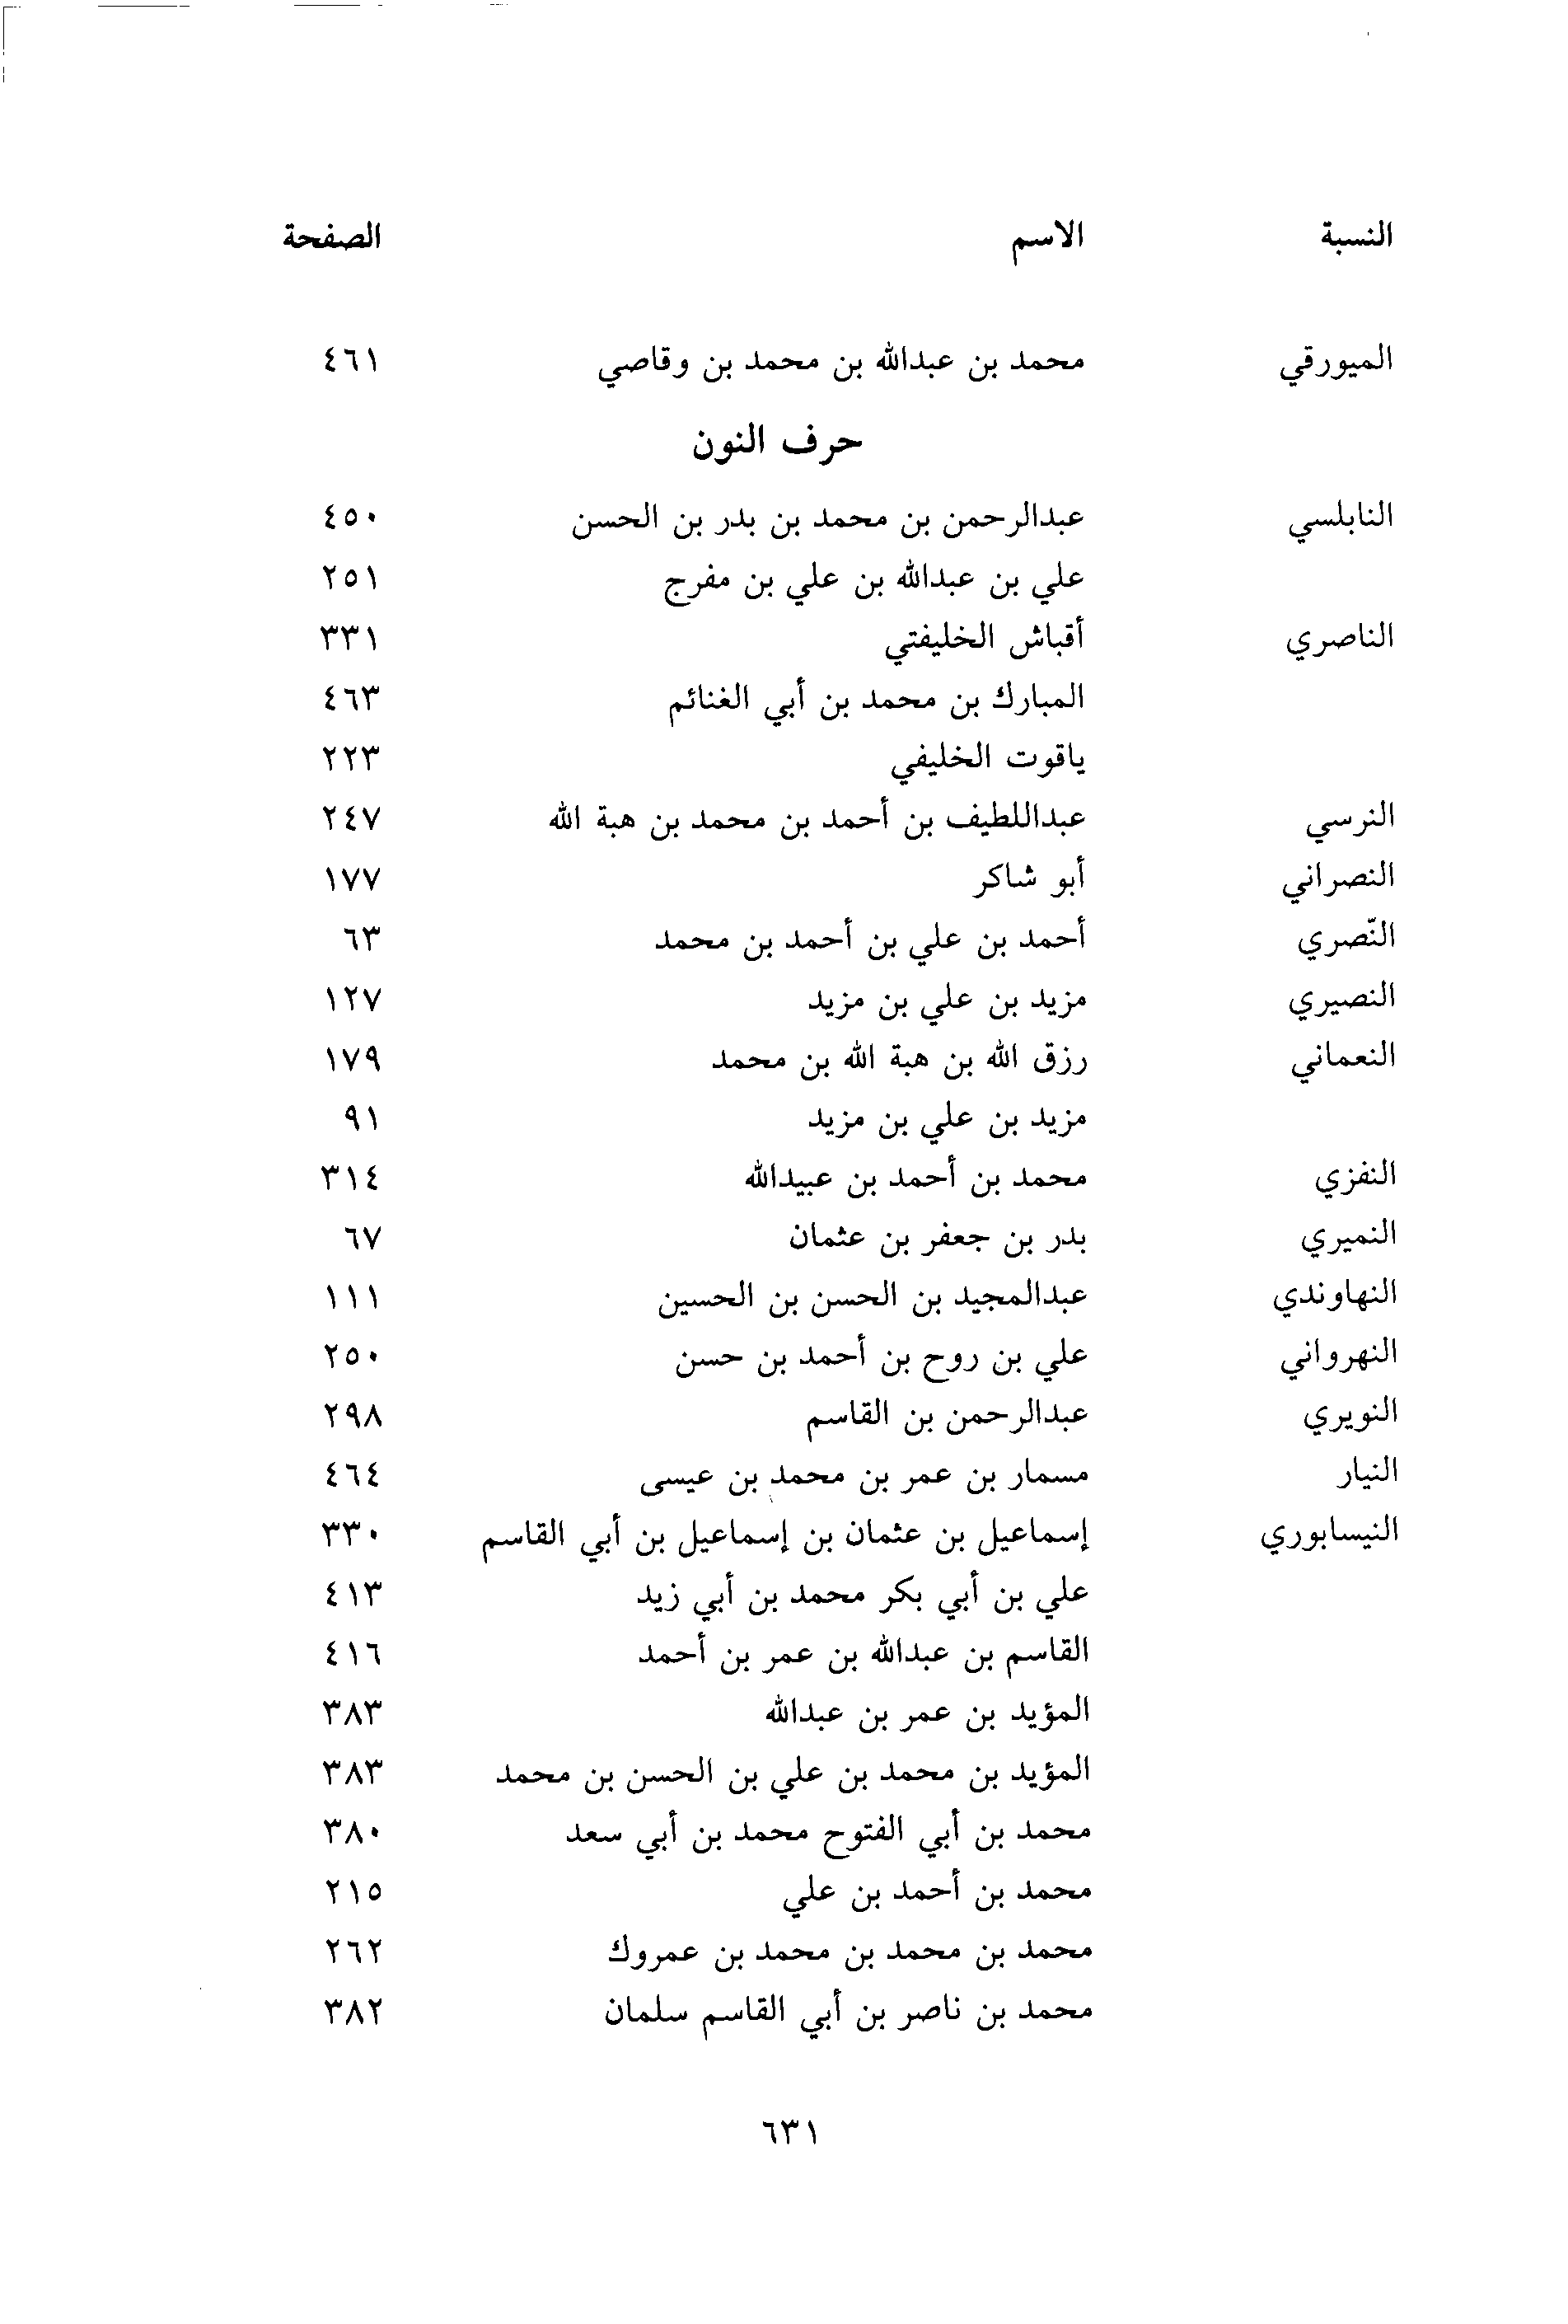 النسبة الاسم الصفحة
الميورقي محمد بن عبدالله بن محمد بن وقاصي ٤٦١
حرف النون
النابلسي عبدالرحمن بن محمد بن بدر بن الحسن ٤٥٠
علي بن عبدالله بن علي بن مفرج ٢٥١
الناصري أقباش الخليفتي ٣٣١
المبارك بن محمد بن أبي الغنائم ٤٦٣
ياقوت الخليفي ٢٢٣
النرسي عبداللطيف بن أحمد بن محمد بن هبة الله ٢٤٧
النصراني أبو شاكر ١٧٧
النّصري أحمد بن علي بن أحمد بن محمد ٦٣
النصيري مزيد بن علي بن مزيد ١٢٧
النعماني رزق الله بن هبة الله بن محمد ١٧٩
مزيد بن علي بن مزيد ٩١
النفزي محمد بن أحمد بن عبيدالله ٣١٤
النميري بدر بن جعفر بن عثمان ٦٧
النهاوندي عبدالمجيد بن الحسن بن الحسين ١١١
النهرواني علي بن روح بن أحمد بن حسن ٢٥٠
النويري عبدالرحمن بن القاسم ٢٩٨
النيار مسمار بن عمر بن محمد بن عيسى ٤٦٤
النيسابوري إسماعيل بن عثمان بن إسماعيل بن أبي القاسم ٣٣٠
علي بن أبي بكر محمد بن أبي زيد ٤١٣
القاسم بن عبدالله بن عمر بن أحمد ٤١٦
المؤيد بن عمر بن عبدالله ٣٨٣
المؤيد بن محمد بن علي بن الحسن بن محمد ٣٨٣
محمد بن أبي الفتوح محمد بن أبي سعد ٣٨٠
محمد بن أحمد بن علي ٢١٥
محمد بن محمد بن محمد بن عمروك ٢٦٢
محمد بن ناصر بن أبي القاسم سلمان ٣٨٢
٦٣١